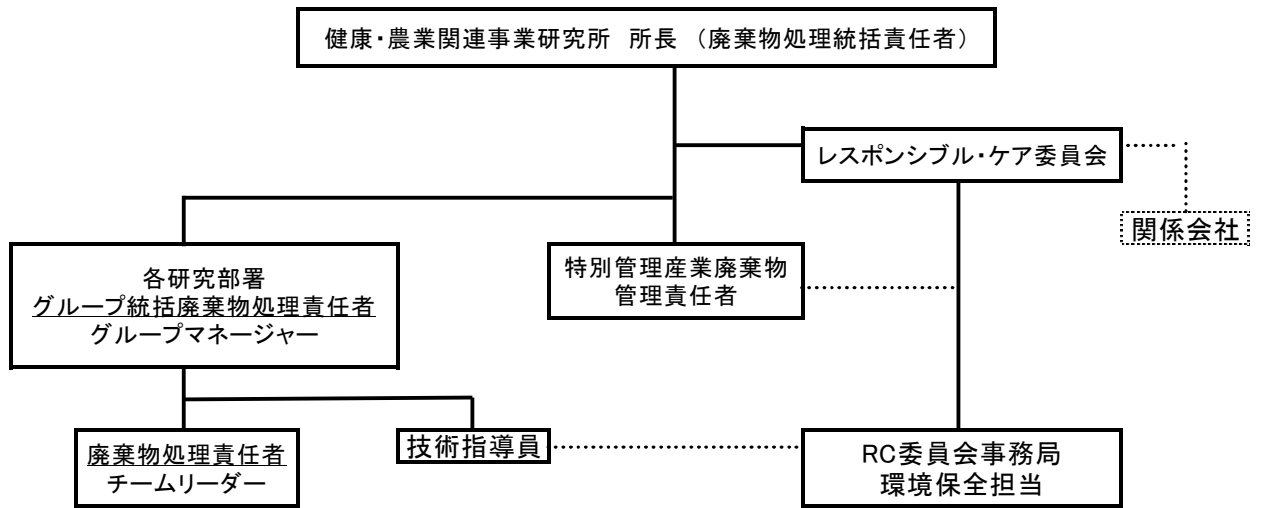 健康・農業関連事業研究所　所長　（廃棄物処理統括責任者）
レスポンシブル・ケア委員会
関係会社
各研究部署
グループ統括廃棄物処理責任者
グループマネージャー
特別管理産業廃棄物
管理責任者
廃棄物処理責任者
チームリーダー
技術指導員
RC委員会事務局
環境保全担当